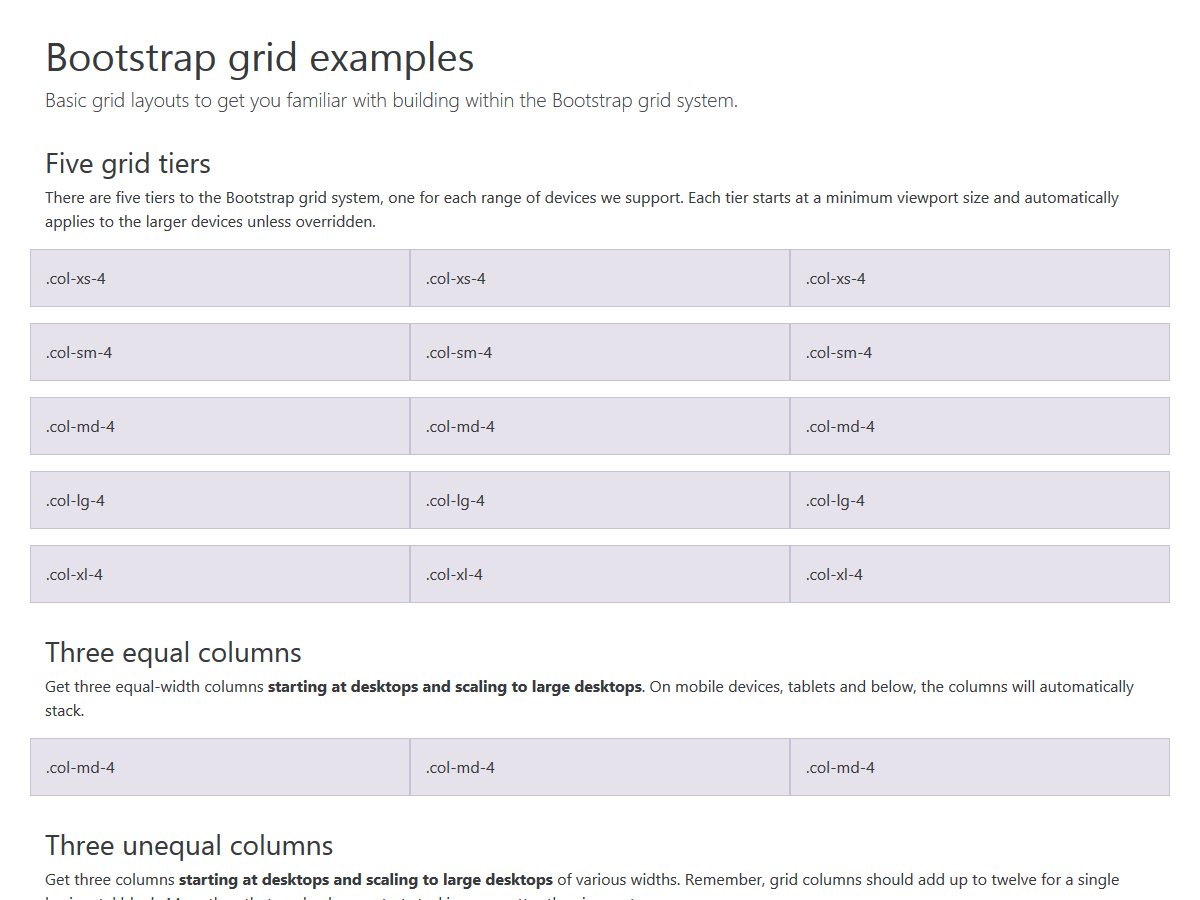 Bootstrap grid examples
Basic grid layouts to get you familiar with building within the Bootstrap grid system.
Five grid tiers
There are five tiers to the Bootstrap grid system, one for each range of devices we support. Each tier starts at a minimum viewport size and automatically
applies to the larger devices unless overridden.
.col-xs-4 .col-xs-4 .col-xs-4
.col-sm-4 .col-sm-4 .col-sm-4
.col-md-4 .col-md-4 .col-md-4
.col-lg-4 .col-lg-4 .col-lg-4
.col-xl-4 .col-xl-4 .col-xl-4
Three equal columns
Get three equal-width columns starting at desktops and scaling to large desktops. On mobile devices, tablets and below, the columns will automatically
stack.
.col-md-4 .col-md-4 .col-md-4
Three unequal columns
Get three columns starting at desktops and scaling to large desktops of various widths. Remember, grid columns should add up to twelve for a single